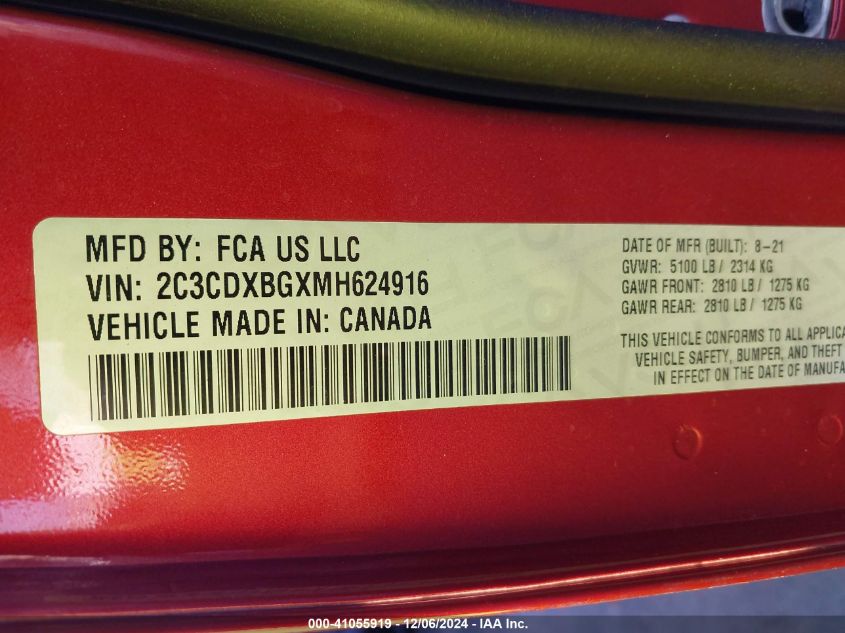 MFD BY: FCA US LLC
VIN: 2C3CDXBGXMH624916
VEHICLE MADE IN: CANADA
DATE OF MFR (BUILT): 8-21
GVWR: 5100 LB / 2314 KG
GAWR FRONT: 2810 LB / 1275 KG
GAWR REAR: 2810 LB / 1275 KG
THIS VEHICLE CONFORMS TO ALL APPLICA
VEHICLE SAFETY, BUMPER, AND THEFT
IN EFFECT ON THE DATE OF MANUFA
000-41055919 - 12/06/2024 - IAA Inc.